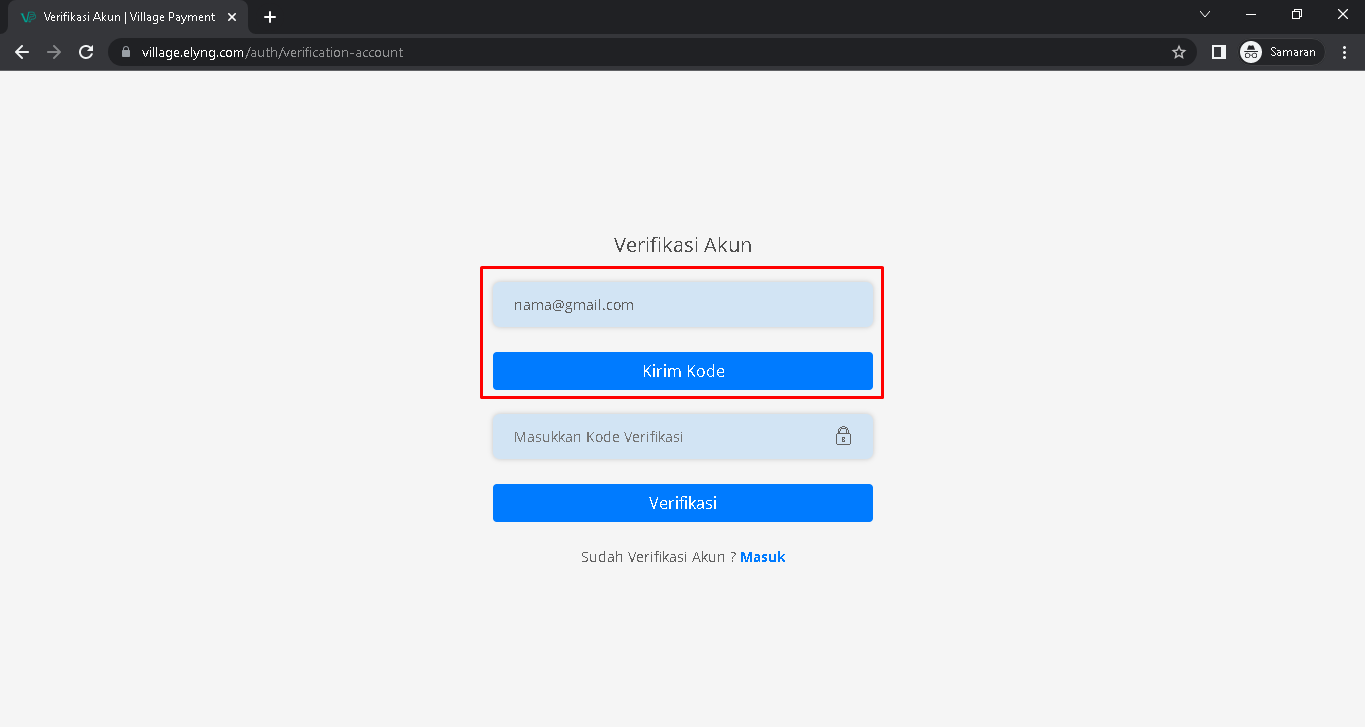 Verifikasi Akun | Village Payment
village.elyng.com/auth/verification-account
Samaran
Verifikasi Akun
nama@gmail.com
Kirim Kode
Masukkan Kode Verifikasi
Verifikasi
Sudah Verifikasi Akun ? Masuk